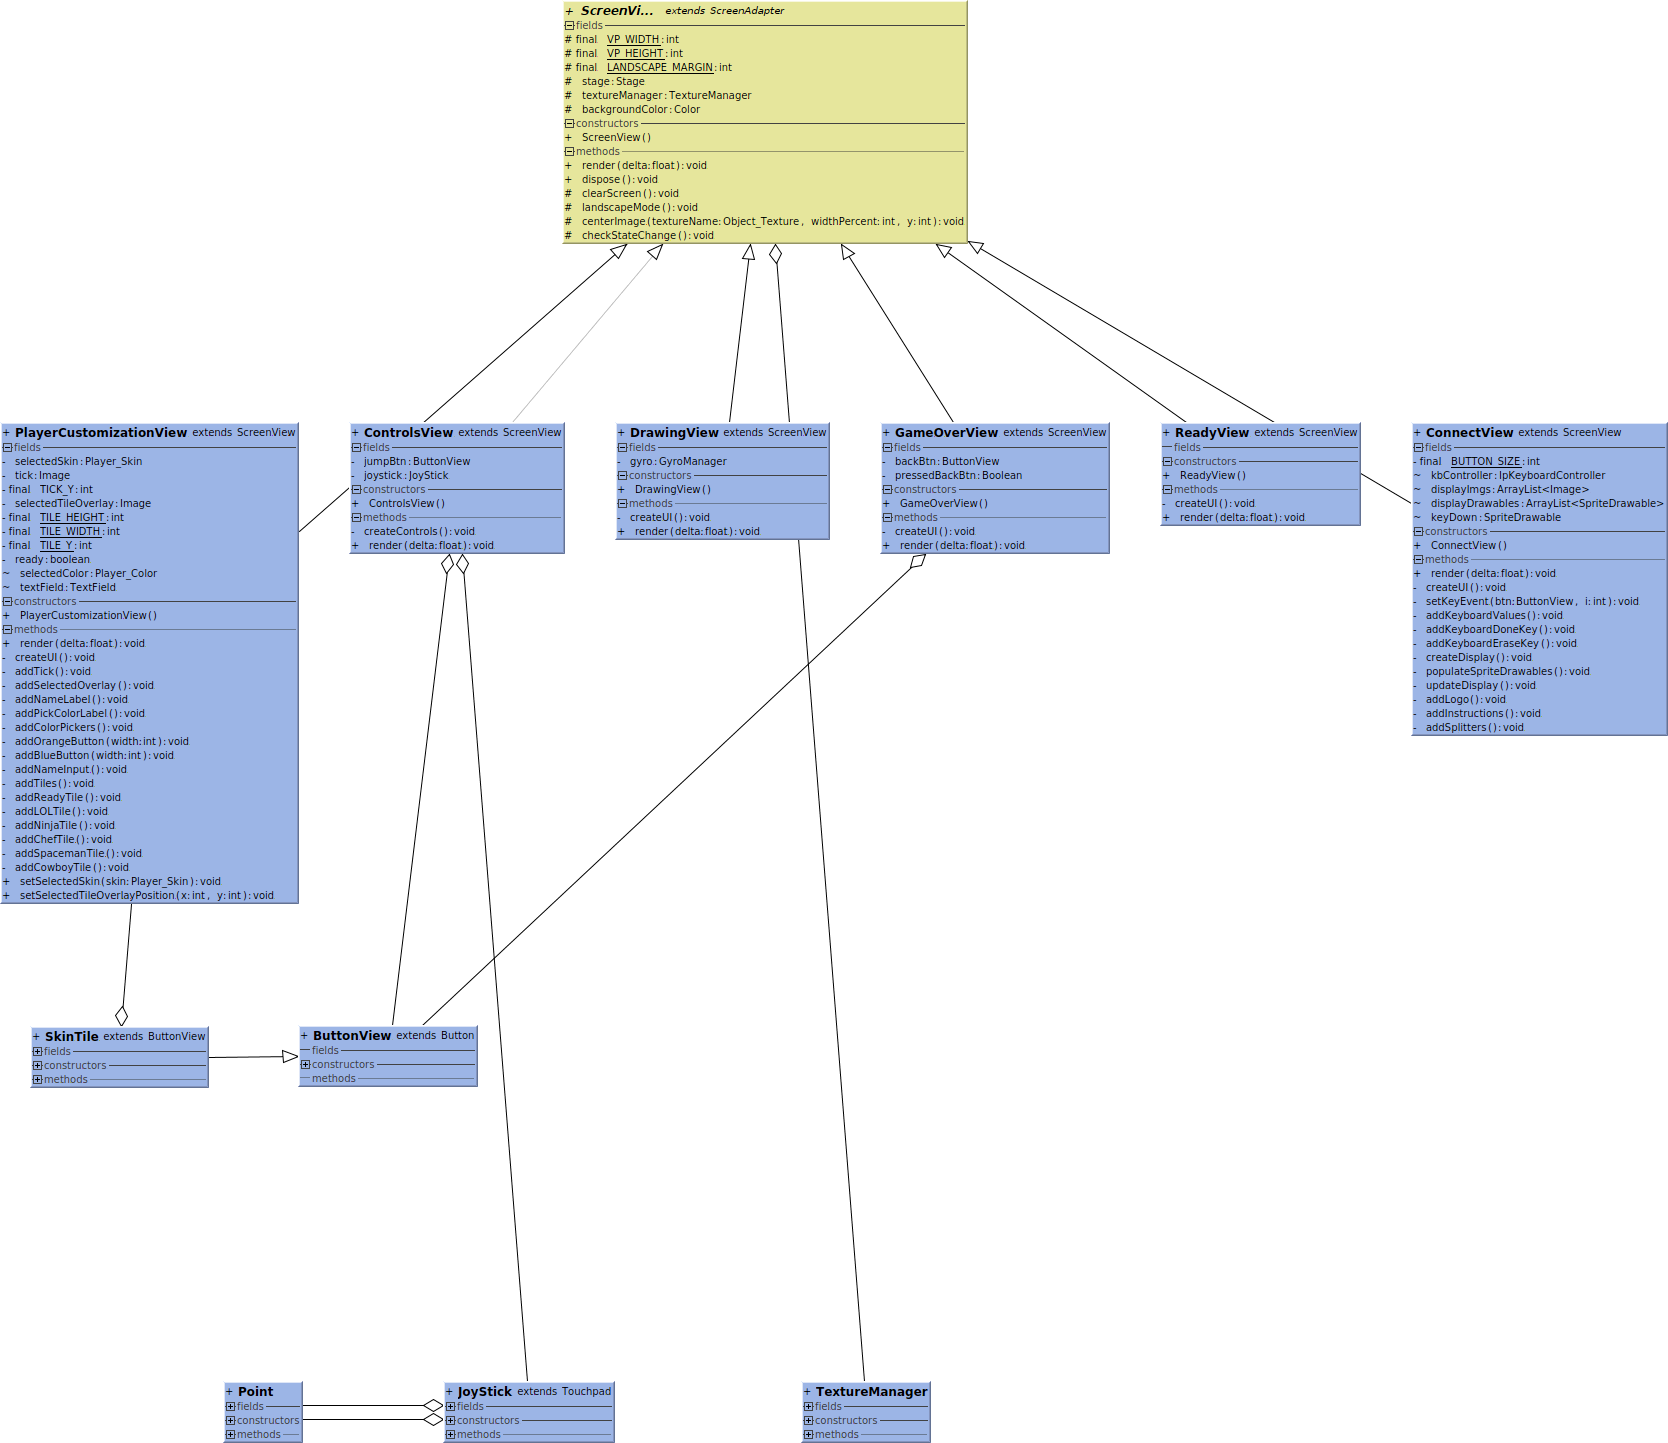 + ScreenVi... extends ScreenAdapter
fields
# final VP_WIDTH : int
# final VP_HEIGHT : int
# final LANDSCAPE_MARGIN : int
# stage : Stage
# textureManager : TextureManager
# backgroundColor : Color
constructors
+ ScreenView ()
methods
+ render (delta: float) : void
+ dispose () : void
# clearScreen () : void
# landscapeMode () : void
# centerImage (textureName: Object_Texture, widthPercent: int, y: int) : void
# checkStateChange () : void
+ PlayerCustomizationView extends ScreenView
fields
- selectedSkin : Player_Skin
- tick : Image
- final TICK_Y : int
- selectedTileOverlay : Image
- final TILE_HEIGHT : int
- final TILE_WIDTH : int
- final TILE_Y : int
- ready : boolean
~ selectedColor : Player_Color
~ textField : TextField
constructors
+ PlayerCustomizationView ()
methods
+ render (delta: float) : void
- createUI () : void
- addTick () : void
- addSelectedOverlay () : void
- addNameLabel () : void
- addPickColorLabel () : void
- addColorPickers () : void
- addOrangeButton (width: int) : void
- addBlueButton (width: int) : void
- addNameInput () : void
- addTiles () : void
- addReadyTile () : void
- addLOLTile () : void
- addNinjaTile () : void
- addChefTile () : void
- addSpacemanTile () : void
- addCowboyTile () : void
+ setSelectedSkin (skin: Player_Skin) : void
+ setSelectedTileOverlayPosition (x: int, y: int) : void
+ ControlsView extends ScreenView
fields
- jumpBtn : ButtonView
- joystick : JoyStick
constructors
+ ControlsView ()
methods
- createControls () : void
+ render (delta: float) : void
+ DrawingView extends ScreenView
fields
- gyro : GyroManager
constructors
+ DrawingView ()
methods
- createUI () : void
+ render (delta: float) : void
+ GameOverView extends ScreenView
fields
- backBtn : ButtonView
- pressedBackBtn : Boolean
constructors
+ GameOverView ()
methods
- createUI () : void
+ render (delta: float) : void
+ ReadyView extends ScreenView
fields
constructors
+ ReadyView ()
methods
- createUI () : void
+ render (delta: float) : void
+ ConnectView extends ScreenView
fields
- final BUTTON_SIZE : int
~ kbController : IpKeyboardController
~ displayImgs : ArrayList<Image>
~ displayDrawables : ArrayList<SpriteDrawable>
~ keyDown : SpriteDrawable
constructors
+ ConnectView ()
methods
+ render (delta: float) : void
- createUI () : void
- setKeyEvent (btn: ButtonView, i: int) : void
- addKeyboardValues () : void
- addKeyboardDoneKey () : void
- addKeyboardEraseKey () : void
- createDisplay () : void
- populateSpriteDrawables () : void
- updateDisplay () : void
- addLogo () : void
- addInstructions () : void
- addSplitters () : void
+ SkinTile extends ButtonView
fields
constructors
methods
+ ButtonView extends Button
fields
constructors
methods
+ Point
fields
constructors
methods
+ JoyStick extends Touchpad
fields
constructors
methods
+ TextureManager
fields
constructors
methods